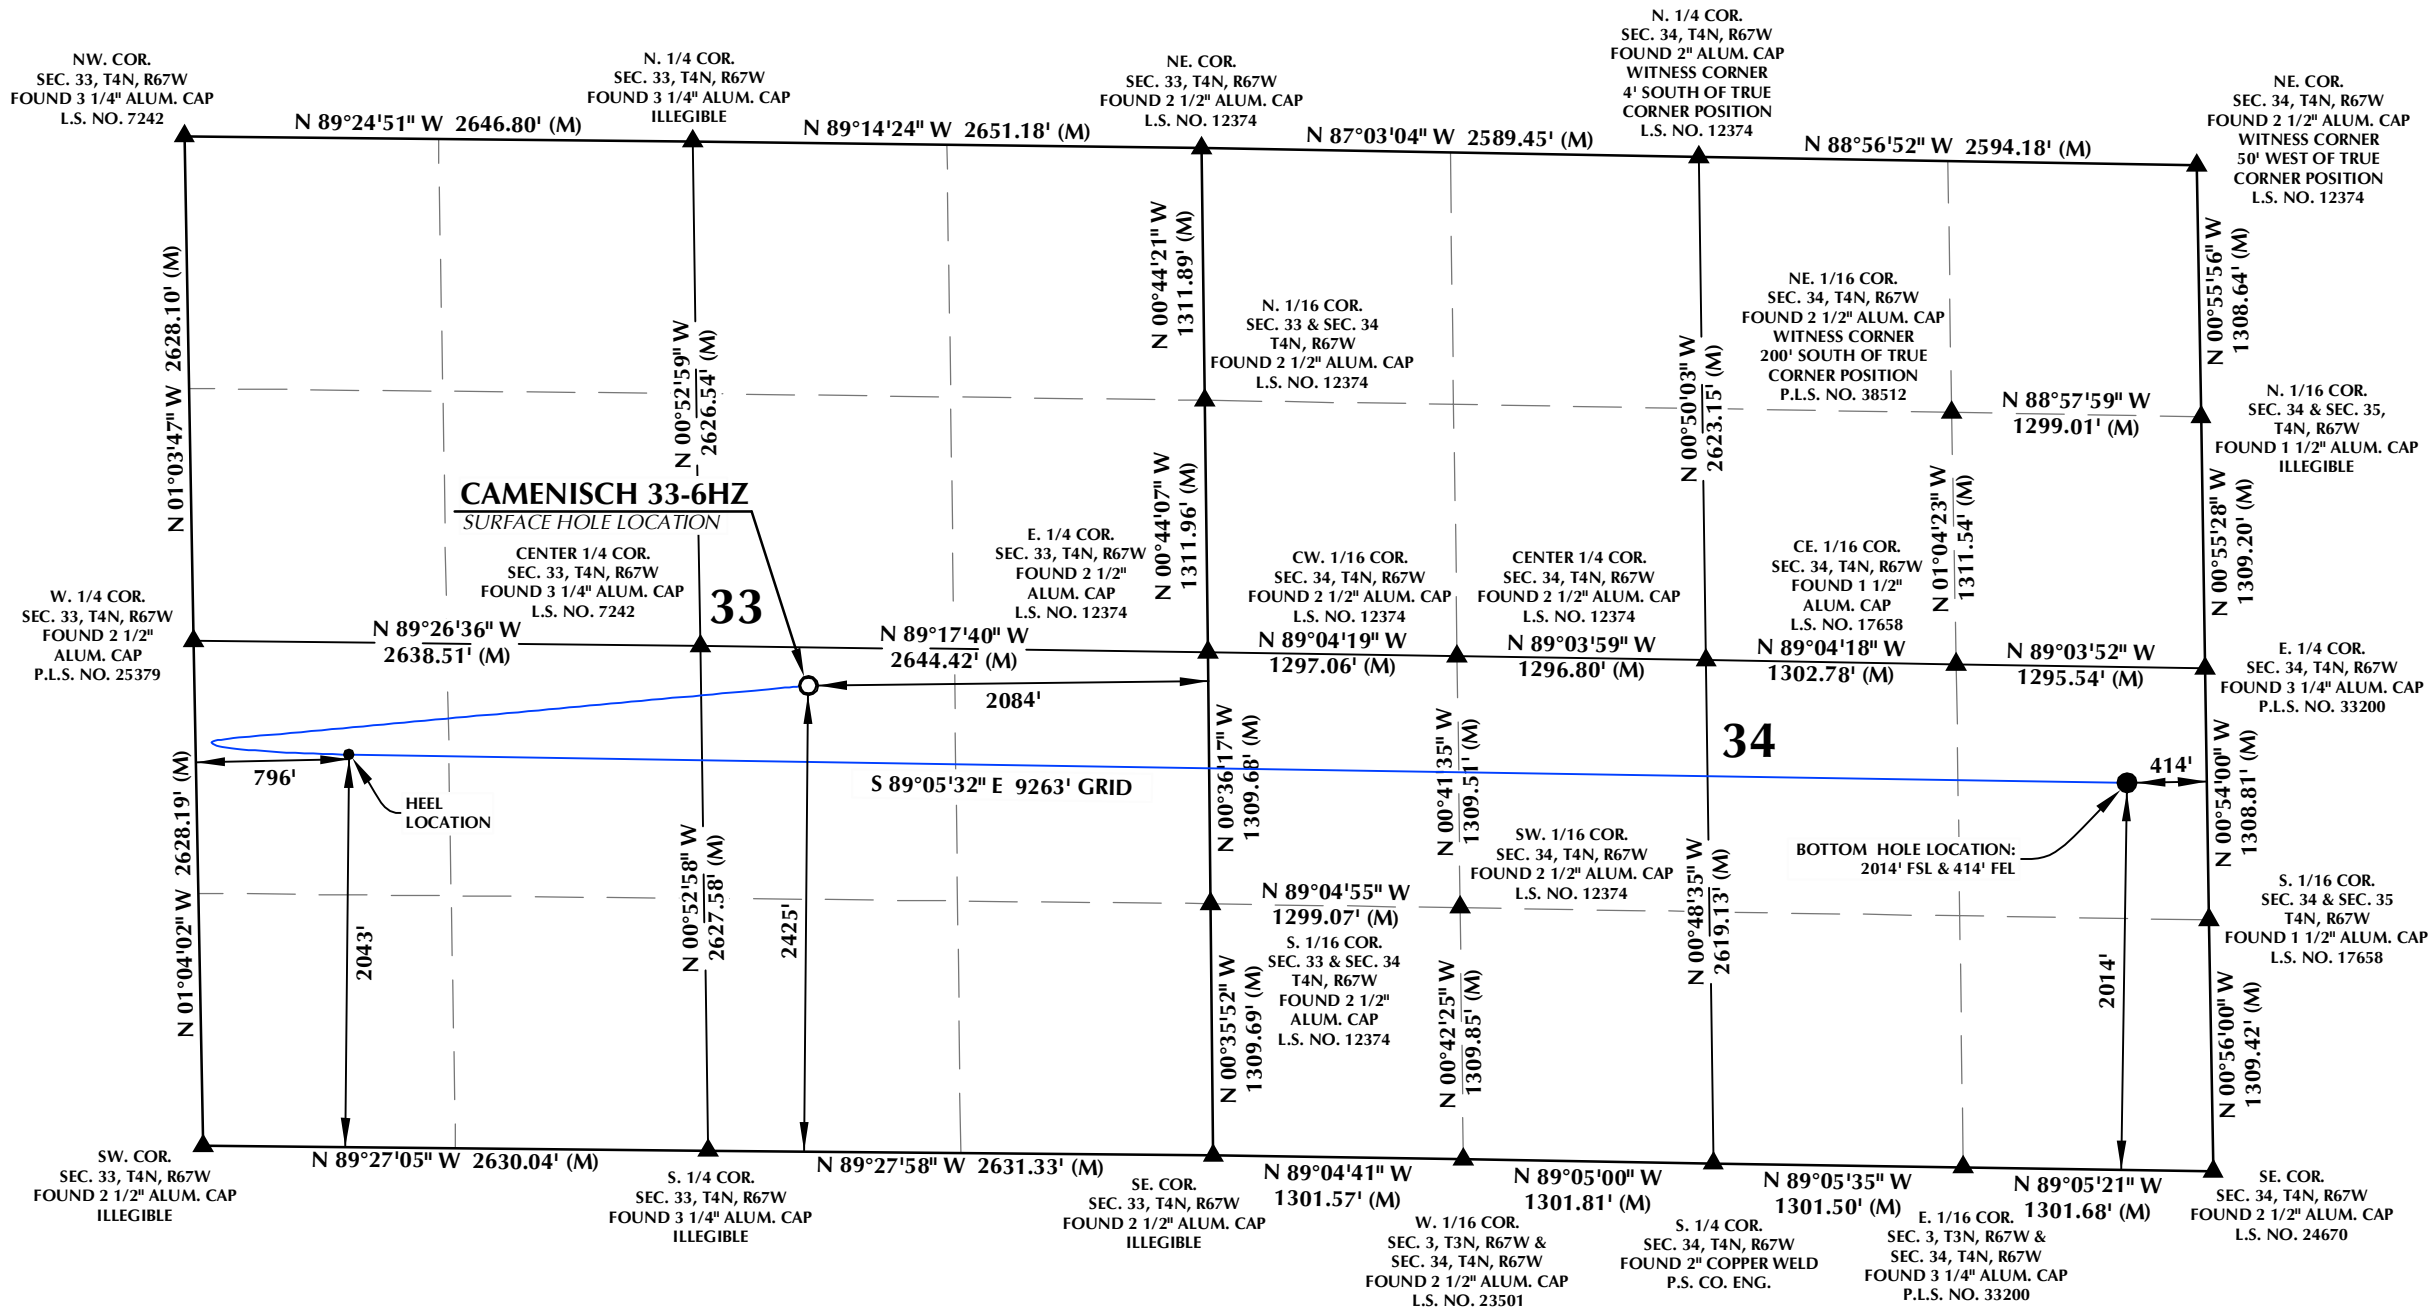 NW. COR.
SEC. 33, T4N, R67W
FOUND 3 1/4" ALUM. CAP
L.S. NO. 7242
N. 1/4 COR.
SEC. 33, T4N, R67W
FOUND 3 1/4" ALUM. CAP
ILLEGIBLE
NE. COR.
SEC. 33, T4N, R67W
FOUND 2 1/2" ALUM. CAP
L.S. NO. 12374
N. 1/4 COR.
SEC. 34, T4N, R67W
FOUND 2" ALUM. CAP
WITNESS CORNER
4' SOUTH OF TRUE
CORNER POSITION
L.S. NO. 12374
NE. COR.
SEC. 34, T4N, R67W
FOUND 2 1/2" ALUM. CAP
WITNESS CORNER
50' WEST OF TRUE
CORNER POSITION
L.S. NO. 12374
N 89°24'51" W 2646.80' (M)
N 89°14'24" W 2651.18' (M)
N 87°03'04" W 2589.45' (M)
N 88°56'52" W 2594.18' (M)
N 01°03'47" W 2628.10' (M)
N 00°52'59" W
2626.54' (M)
N 00°44'21" W
1311.89' (M)
N. 1/16 COR.
SEC. 33 & SEC. 34
T4N, R67W
FOUND 2 1/2" ALUM. CAP
L.S. NO. 12374
N 00°50'03" W
2623.15' (M)
NE. 1/16 COR.
SEC. 34, T4N, R67W
FOUND 2 1/2" ALUM. CAP
WITNESS CORNER
200' SOUTH OF TRUE
CORNER POSITION
P.L.S. NO. 38512
N 00°55'56" W
1308.64' (M)
N 88°57'59" W
1299.01' (M)
N. 1/16 COR.
SEC. 34 & SEC. 35,
T4N, R67W
FOUND 1 1/2" ALUM. CAP
ILLEGIBLE
CAMENISCH 33-6HZ
SURFACE HOLE LOCATION
CENTER 1/4 COR.
SEC. 33, T4N, R67W
FOUND 3 1/4" ALUM. CAP
L.S. NO. 7242
33
E. 1/4 COR.
SEC. 33, T4N, R67W
FOUND 2 1/2"
ALUM. CAP
L.S. NO. 12374
N 00°44'07" W
1311.96' (M)
CW. 1/16 COR.
SEC. 34, T4N, R67W
FOUND 2 1/2" ALUM. CAP
L.S. NO. 12374
CENTER 1/4 COR.
SEC. 34, T4N, R67W
FOUND 2 1/2" ALUM. CAP
L.S. NO. 12374
CE. 1/16 COR.
SEC. 34, T4N, R67W
FOUND 1 1/2"
ALUM. CAP
L.S. NO. 17658
N 01°04'23" W
1311.54' (M)
N 00°55'28" W
1309.20' (M)
W. 1/4 COR.
SEC. 33, T4N, R67W
FOUND 2 1/2"
ALUM. CAP
P.L.S. NO. 25379
N 89°26'36" W
2638.51' (M)
N 89°17'40" W
2644.42' (M)
N 89°04'19" W
1297.06' (M)
N 89°03'59" W
1296.80' (M)
N 89°04'18" W
1302.78' (M)
N 89°03'52" W
1295.54' (M)
E. 1/4 COR.
SEC. 34, T4N, R67W
FOUND 3 1/4" ALUM. CAP
P.L.S. NO. 33200
2084'
34
796'
HEEL
LOCATION
S 89°05'32" E 9263' GRID
414'
BOTTOM HOLE LOCATION:
2014' FSL & 414' FEL
N 01°04'02" W 2628.19' (M)
2043'
N 00°52'58" W
2627.58' (M)
2425'
N 00°36'17" W
1309.68' (M)
N 00°41'35" W
1309.51' (M)
SW. 1/16 COR.
SEC. 34, T4N, R67W
FOUND 2 1/2" ALUM. CAP
L.S. NO. 12374
N 00°48'35" W
2619.13' (M)
N 00°54'00" W
1308.81' (M)
N 89°04'55" W
1299.07' (M)
S. 1/16 COR.
SEC. 33 & SEC. 34
T4N, R67W
FOUND 2 1/2"
ALUM. CAP
L.S. NO. 12374
S. 1/16 COR.
SEC. 34 & SEC. 35
T4N, R67W
FOUND 1 1/2" ALUM. CAP
L.S. NO. 17658
N 00°35'52" W
1309.69' (M)
N 00°42'25" W
1309.85' (M)
2014'
N 00°56'00" W
1309.42' (M)
SW. COR.
SEC. 33, T4N, R67W
FOUND 2 1/2" ALUM. CAP
ILLEGIBLE
N 89°27'05" W 2630.04' (M)
S. 1/4 COR.
SEC. 33, T4N, R67W
FOUND 3 1/4" ALUM. CAP
ILLEGIBLE
N 89°27'58" W 2631.33' (M)
SE. COR.
SEC. 33, T4N, R67W
FOUND 2 1/2" ALUM. CAP
ILLEGIBLE
N 89°04'41" W
1301.57' (M)
W. 1/16 COR.
SEC. 3, T3N, R67W &
SEC. 34, T4N, R67W
FOUND 2 1/2" ALUM. CAP
L.S. NO. 23501
N 89°05'00" W
1301.81' (M)
S. 1/4 COR.
SEC. 34, T4N, R67W
FOUND 2" COPPER WELD
P.S. CO. ENG.
N 89°05'35" W
1301.50' (M)
E. 1/16 COR.
SEC. 3, T3N, R67W &
SEC. 34, T4N, R67W
FOUND 3 1/4" ALUM. CAP
P.L.S. NO. 33200
N 89°05'21" W
1301.68' (M)
SE. COR.
SEC. 34, T4N, R67W
FOUND 2 1/2" ALUM. CAP
L.S. NO. 24670